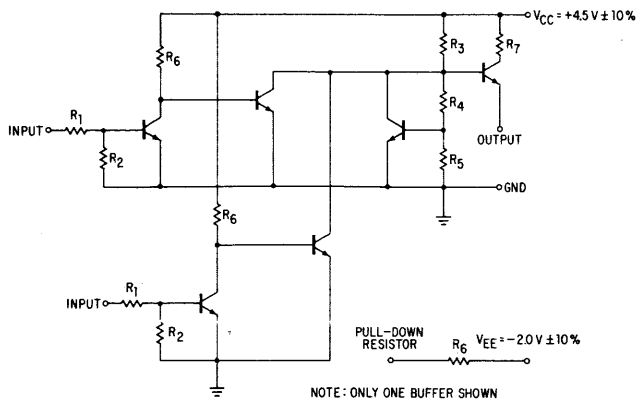 V_CC = +4.5 V ± 10%
R6
R3
R7
R1
INPUT
R2
R4
R5
OUTPUT
GND
R6
R1
INPUT
R2
PULL-DOWN
RESISTOR
R6
V_EE = −2.0 V ± 10%
NOTE: ONLY ONE BUFFER SHOWN